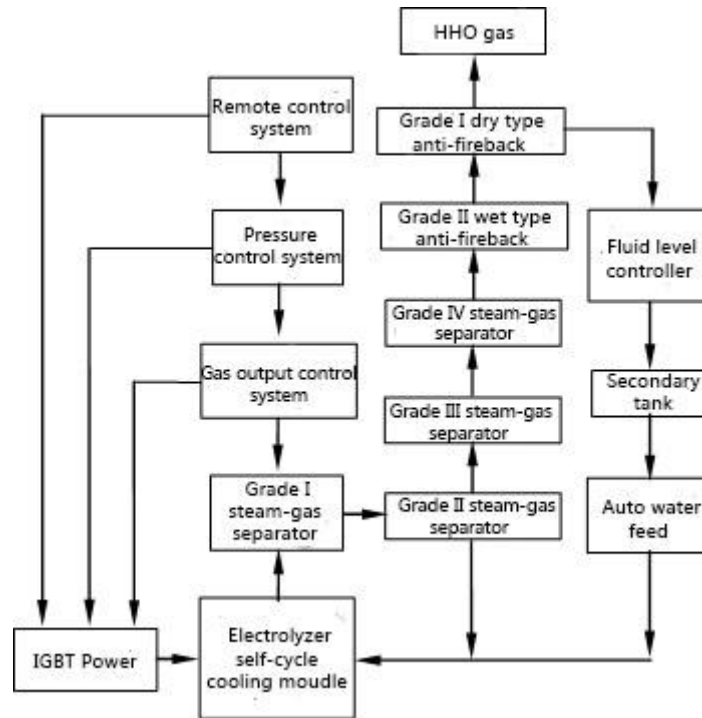 HHO gas
Remote control
system
Grade I dry type
anti-fireback
Pressure
control system
Grade II wet type
anti-fireback
Fluid level
controller
Gas output control
system
Grade IV steam-gas
separator
Secondary
tank
Grade III steam-gas
separator
Grade I
steam-gas
separator
Grade II steam-gas
separator
Auto water
feed
IGBT Power
Electrolyzer
self-cycle
cooling moudle